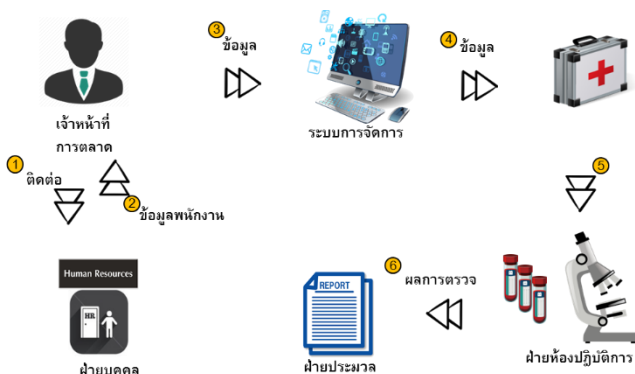 3
ข้อมูล
4
ข้อมูล
เจ้าหน้าที่
การตลาด
ระบบการจัดการ
1
ติดต่อ
2
ข้อมูลพนักงาน
5
Human Resources
HR
ฝ่ายบุคคล
REPORT
ฝ่ายประมวล
6
ผลการตรวจ
ฝ่ายห้องปฏิบัติการ